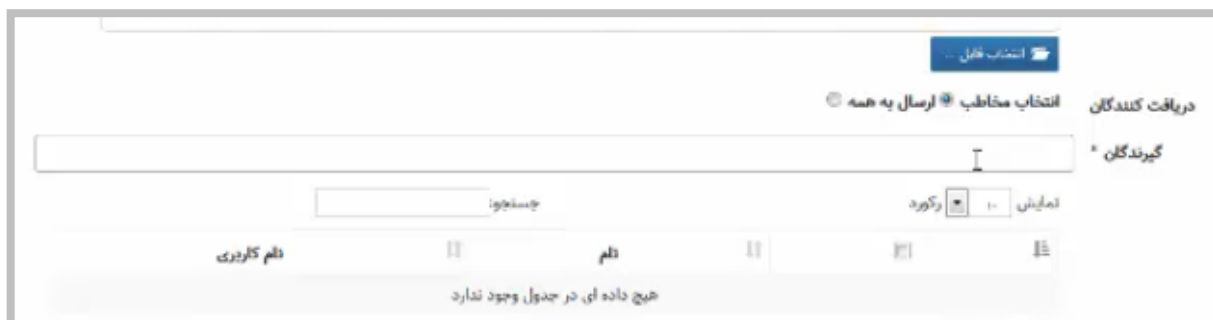 انتخاب فایل ...
دریافت کنندگان انتخاب مخاطب ارسال به همه
گیرندگان *
نمایش ۱۰ رکورد جستجو:
نام نام کاربری
هیچ داده ای در جدول وجود ندارد